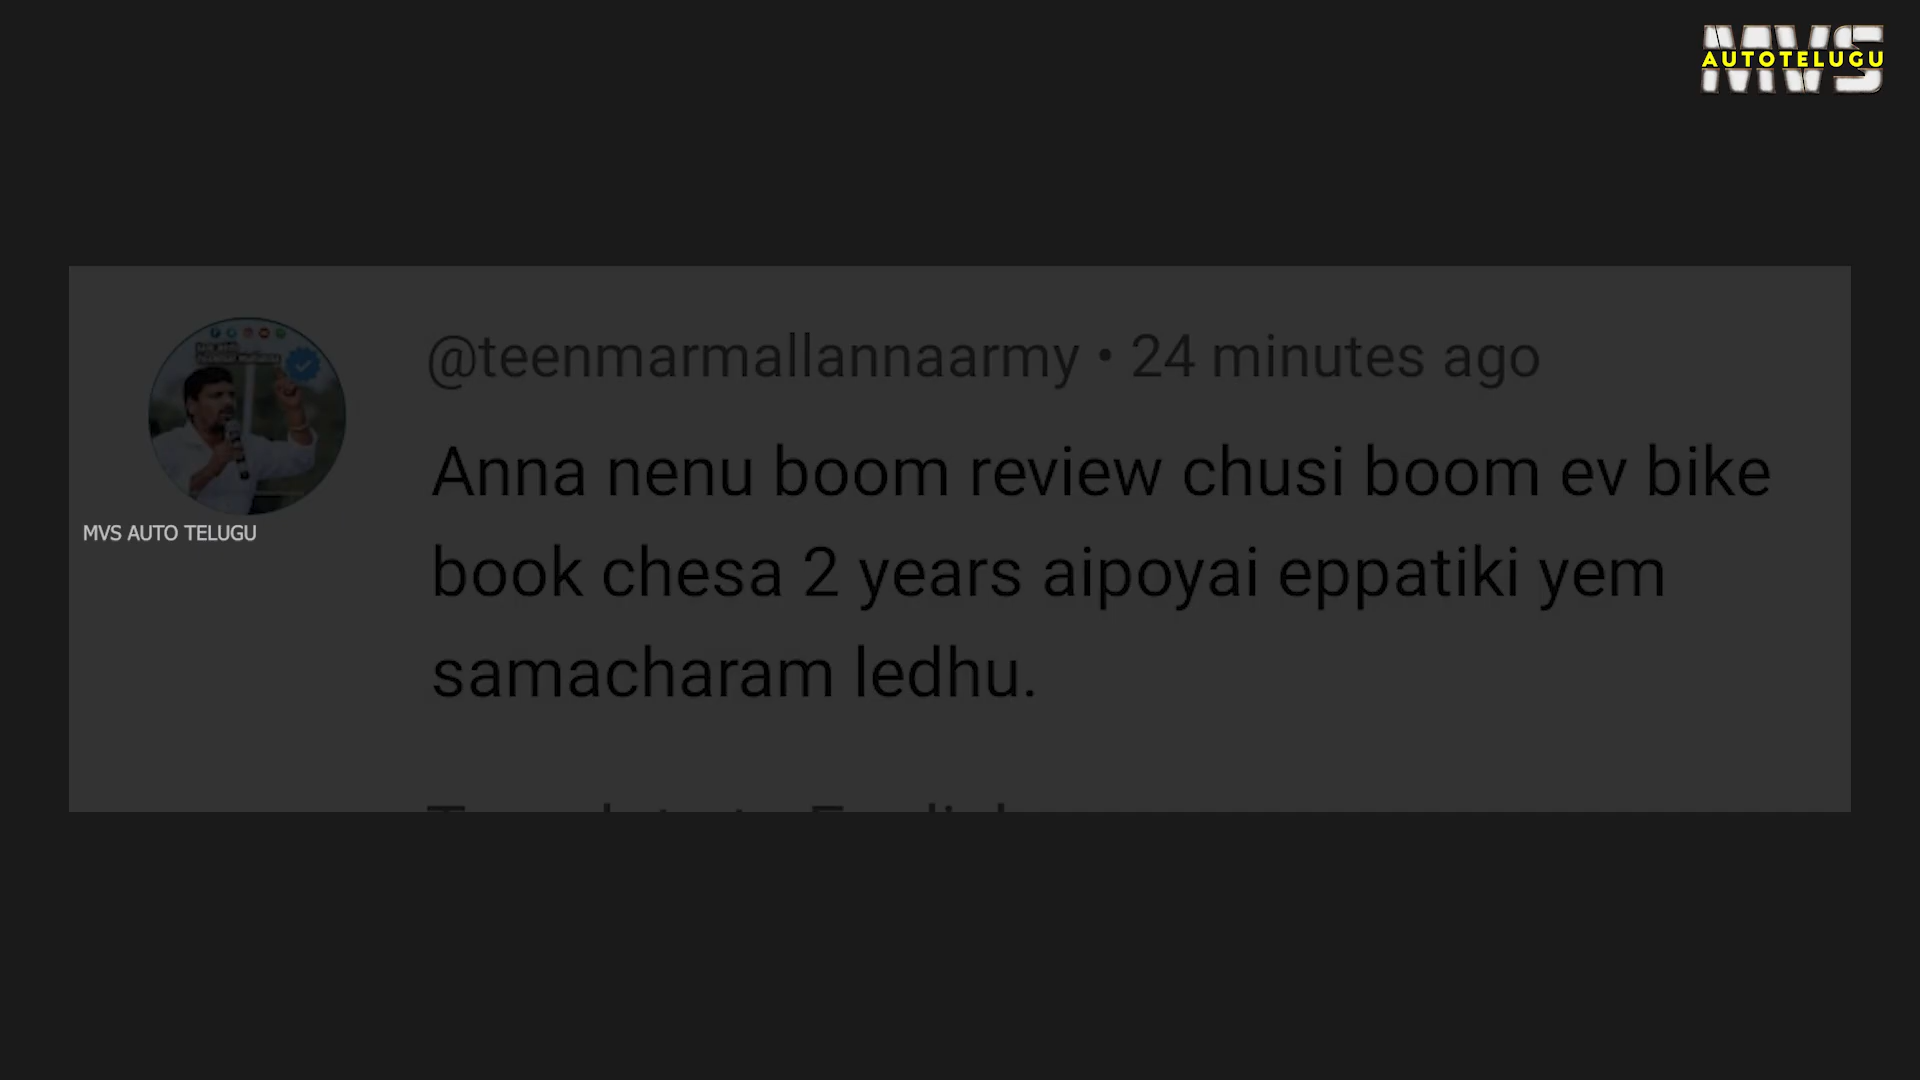 MVS
AUTOTELUGU
@teenmarmallannaarmy • 24 minutes ago
Anna nenu boom review chusi boom ev bike
book chesa 2 years aipoyai eppatiki yem
samacharam ledhu.
MVS AUTO TELUGU